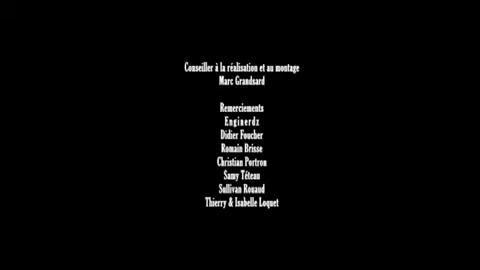 Conseiller à la réalisation et au montage
Marc Grandsard
Remerciements
Enginerdz
Didier Foucher
Romain Brisse
Christian Portron
Samy Téteau
Sullivan Rouaud
Thierry & Isabelle Loquet